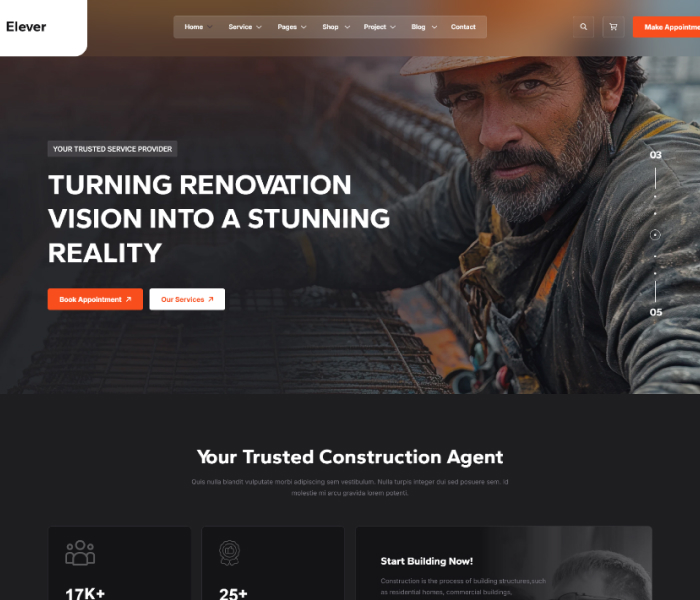 Elever
Home Service Pages Shop Project Blog Contact
Make Appointme
YOUR TRUSTED SERVICE PROVIDER
TURNING RENOVATION
VISION INTO A STUNNING
REALITY
Book Appointment Our Services
03
05
Your Trusted Construction Agent
Quis nulla blandit vulputate morbi adipiscing sem vestibulum. Nulla turpis integer dui sed posuere sem. Id
molestie mi arcu gravida lorem potenti.
17K+
25+
Start Building Now!
Construction is the process of building structures,such
as residential homes, commercial buildings,